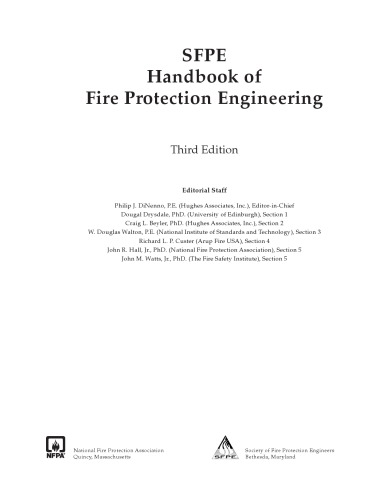 SFPE
Handbook of
Fire Protection Engineering
Third Edition
Editorial Staff
Philip J. DiNenno, P.E. (Hughes Associates, Inc.), Editor-in-Chief
Dougal Drysdale, PhD. (University of Edinburgh), Section 1
Craig L. Beyler, PhD. (Hughes Associates, Inc.), Section 2
W. Douglas Walton, P.E. (National Institute of Standards and Technology), Section 3
Richard L. P. Custer (Arup Fire USA), Section 4
John R. Hall, Jr., PhD. (National Fire Protection Association), Section 5
John M. Watts, Jr., PhD. (The Fire Safety Institute), Section 5
NFPA®
National Fire Protection Association
Quincy, Massachusetts
SFPE
Society of Fire Protection Engineers
Bethesda, Maryland